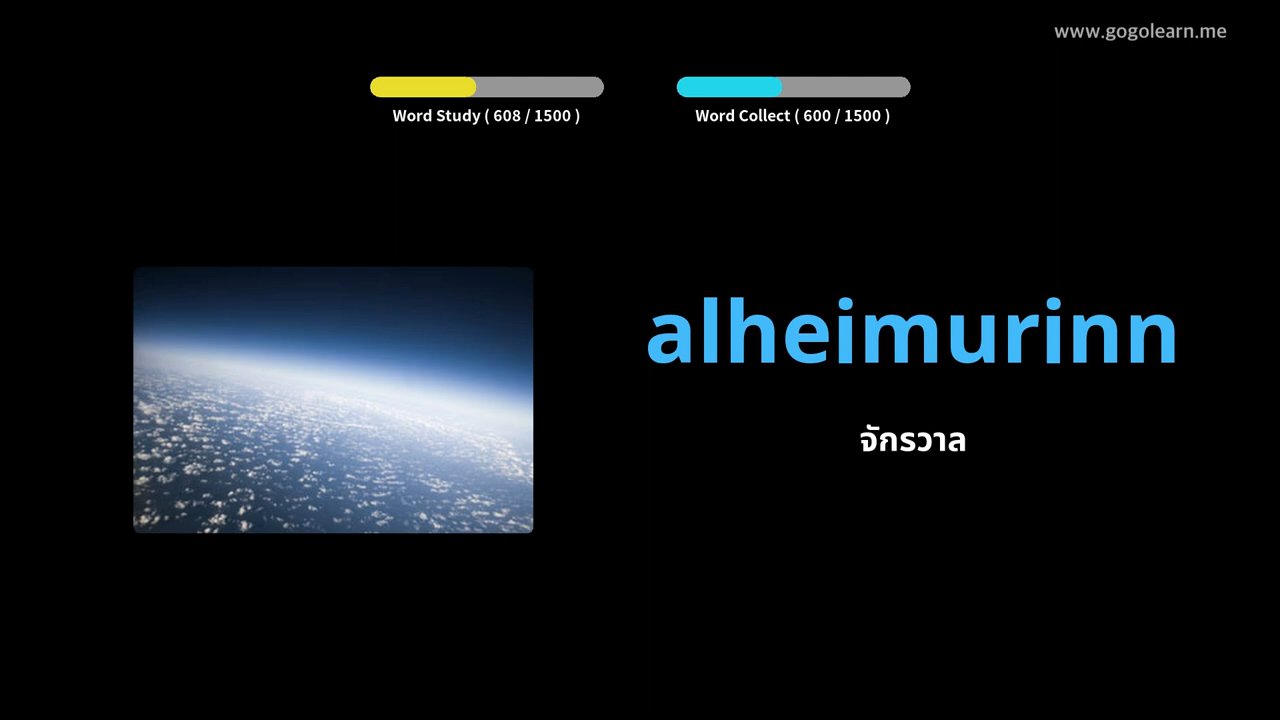 www.gogolearn.me
Word Study ( 608 / 1500 )
Word Collect ( 600 / 1500 )
alheimurinn
จักรวาล